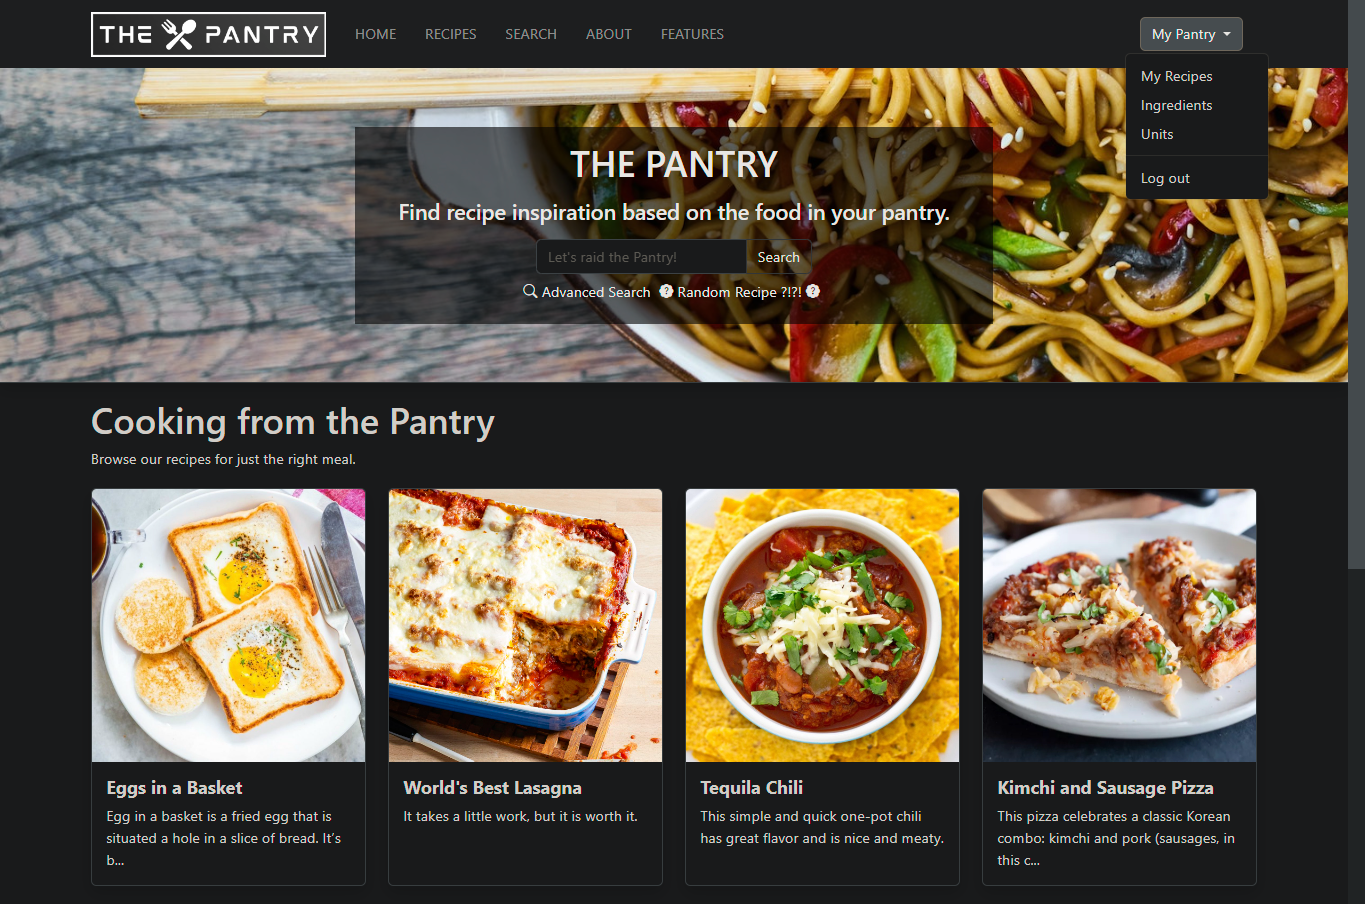 THE PANTRY
HOME
RECIPES
SEARCH
ABOUT
FEATURES
My Pantry
My Recipes
Ingredients
Units
Log out
THE PANTRY
Find recipe inspiration based on the food in your pantry.
Let's raid the Pantry!
Search
Advanced Search
Random Recipe ?!?!
Cooking from the Pantry
Browse our recipes for just the right meal.
Eggs in a Basket
Egg in a basket is a fried egg that is
situated a hole in a slice of bread. It’s
b...
World's Best Lasagna
It takes a little work, but it is worth it.
Tequila Chili
This simple and quick one-pot chili
has great flavor and is nice and meaty.
Kimchi and Sausage Pizza
This pizza celebrates a classic Korean
combo: kimchi and pork (sausages, in
this c...